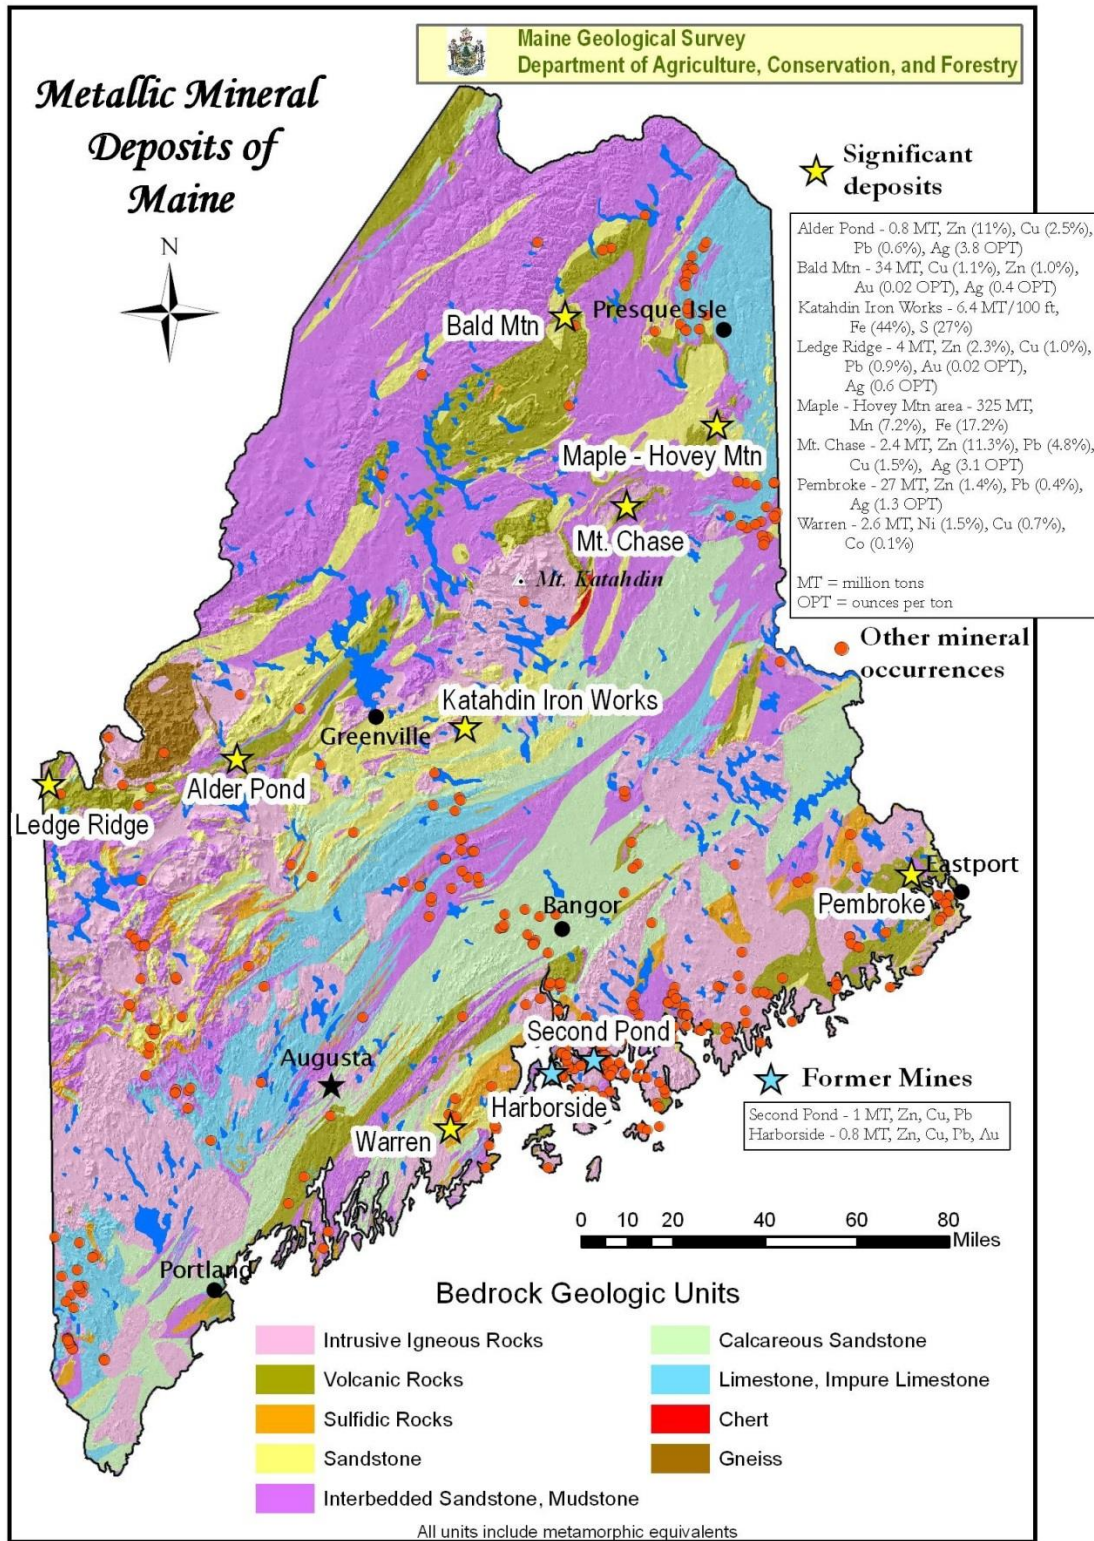 Maine Geological Survey
Department of Agriculture, Conservation, and Forestry
Metallic Mineral
Deposits of
Maine
N
Significant
deposits
Alder Pond - 0.8 MT, Zn (11%), Cu (2.5%),
Pb (0.6%), Ag (3.8 OPT)
Bald Mtn - 34 MT, Cu (1.1%), Zn (1.0%),
Au (0.02 OPT), Ag (0.4 OPT)
Katahdin Iron Works - 6.4 MT/100 ft,
Fe (44%), S (27%)
Ledge Ridge - 4 MT, Zn (2.3%), Cu (1.0%),
Pb (0.9%), Au (0.02 OPT),
Ag (0.6 OPT)
Maple - Hovey Mtn area - 325 MT,
Mn (7.2%), Fe (17.2%)
Mt. Chase - 2.4 MT, Zn (11.3%), Pb (4.8%),
Cu (1.5%), Ag (3.1 OPT)
Pembroke - 27 MT, Zn (1.4%), Pb (0.4%),
Ag (1.3 OPT)
Warren - 2.6 MT, Ni (1.5%), Cu (0.7%),
Co (0.1%)
MT = million tons
OPT = ounces per ton
Other mineral
occurrences
Presque Isle
Bald Mtn
Maple - Hovey Mtn
Mt. Chase
Mt. Katahdin
Katahdin Iron Works
Greenville
Alder Pond
Ledge Ridge
Eastport
Pembroke
Bangor
Second Pond
Augusta
Harborside
Warren
Portland
Former Mines
Second Pond - 1 MT, Zn, Cu, Pb
Harborside - 0.8 MT, Zn, Cu, Pb, Au
0 10 20 40 60 80
Miles
Bedrock Geologic Units
Intrusive Igneous Rocks
Volcanic Rocks
Sulfidic Rocks
Sandstone
Interbedded Sandstone, Mudstone
Calcareous Sandstone
Limestone, Impure Limestone
Chert
Gneiss
All units include metamorphic equivalents